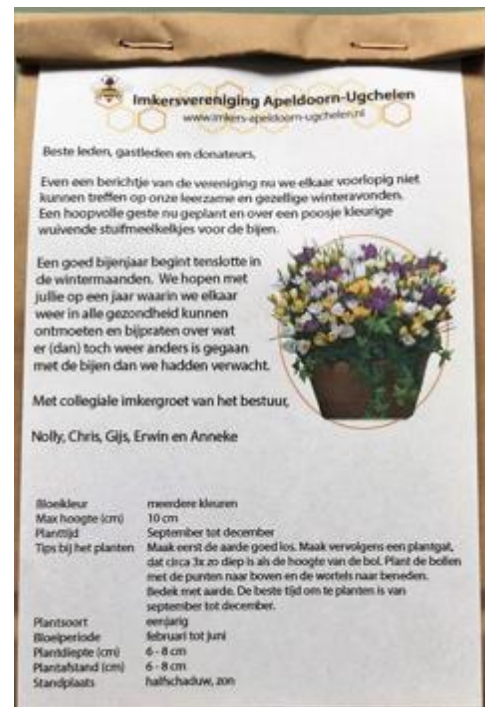 Imkersvereniging Apeldoorn-Ugchelen
www.imkers-apeldoorn-ugchelen.nl
Beste leden, gastleden en donateurs,
Even een berichtje van de vereniging nu we elkaar voorlopig niet
kunnen treffen op onze leerzame en gezellige winteravonden.
Een hoopvolle geste nu geplant en over een poosje kleurige
wuivende stuifmeelkelkjes voor de bijen.
Een goed bijenjaar begint tenslotte in
de wintermaanden. We hopen met
jullie op een jaar waarin we elkaar
weer in alle gezondheid kunnen
ontmoeten en bijpraten over wat
er (dan) toch weer anders is gegaan
met de bijen dan we hadden verwacht.
Met collegiale imkergroet van het bestuur,
Nolly, Chris, Gijs, Erwin en Anneke
Bloeikleur meerdere kleuren
Max hoogte (cm) 10 cm
Planttijd September tot december
Tips bij het planten Maak eerst de aarde goed los. Maak vervolgens een plantgat,
dat circa 3x zo diep is als de hoogte van de bol. Plant de bollen
met de punten naar boven en de wortels naar beneden.
Bedek met aarde. De beste tijd om te planten is van
september tot december.
Plantsoort eenjarig
Bloeiperiode februari tot juni
Plantdiepte (cm) 6 - 8 cm
Plantafstand (cm) 6 - 8 cm
Standplaats halfschaduw, zon